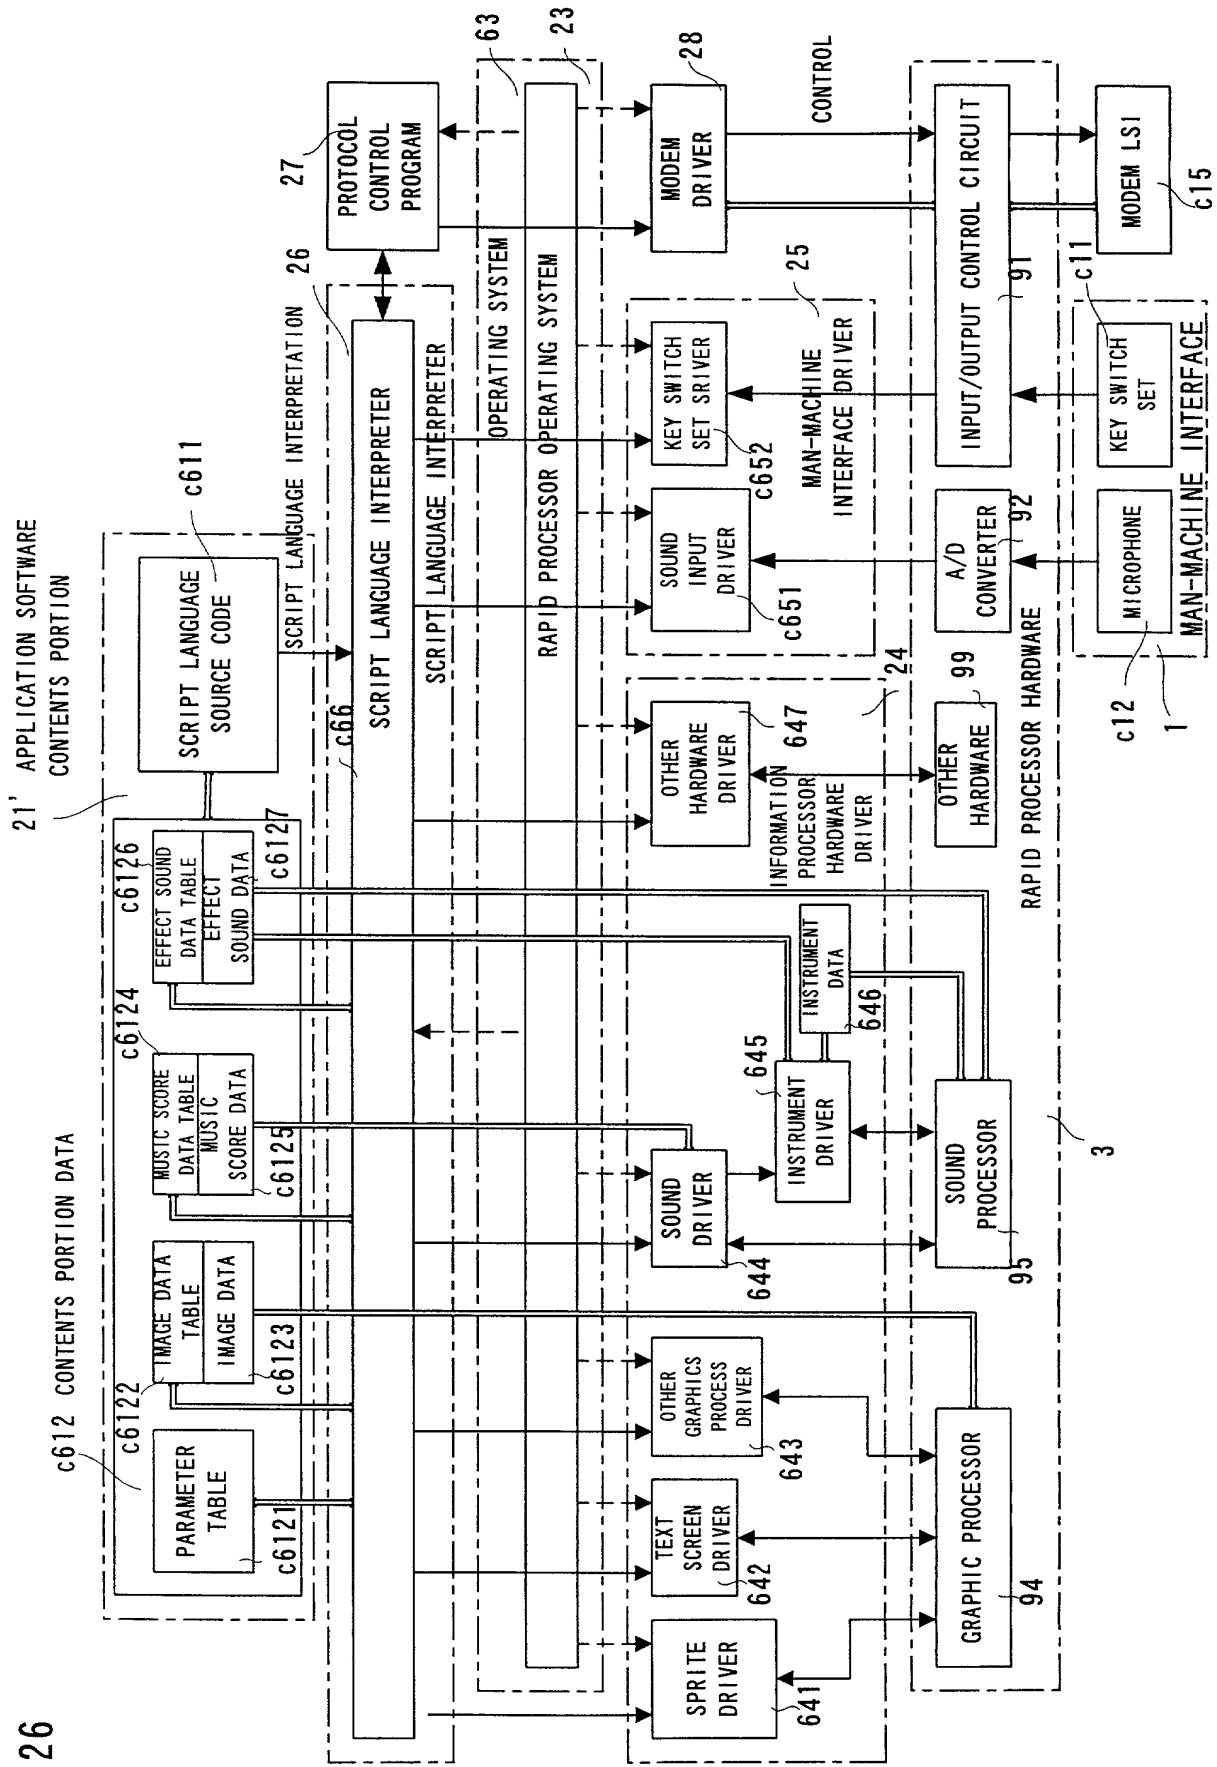 26
21' APPLICATION SOFTWARE
CONTENTS PORTION
c612 CONTENTS PORTION DATA
c611
SCRIPT LANGUAGE
SOURCE CODE
PARAMETER
TABLE
c6121
c6122
IMAGE DATA
TABLE
IMAGE DATA
c6123
c6124
MUSIC SCORE
DATA TABLE
MUSIC
SCORE DATA
c6125
c6126
EFFECT SOUND
DATA TABLE
EFFECT
SOUND DATA
c6127
SCRIPT LANGUAGE INTERPRETATION
26
27
PROTOCOL
CONTROL
PROGRAM
c66
SCRIPT LANGUAGE INTERPRETER
SCRIPT LANGUAGE INTERPRETER
63
OPERATING SYSTEM
RAPID PROCESSOR OPERATING SYSTEM
23
SPRITE
DRIVER
641
TEXT
SCREEN
DRIVER
642
OTHER
GRAPHICS
PROCESS
DRIVER
643
SOUND
DRIVER
644
INSTRUMENT
DRIVER
645
INSTRUMENT
DATA
646
OTHER
HARDWARE
DRIVER
647
INFORMATION
PROCESSOR
HARDWARE
DRIVER
24
SOUND
INPUT
DRIVER
c651
KEY SWITCH
SET SRIVER
c652
MAN-MACHINE
INTERFACE DRIVER
25
MODEM
DRIVER
28
CONTROL
GRAPHIC PROCESSOR
94
SOUND
PROCESSOR
95
OTHER
HARDWARE
99
A/D
CONVERTER
92
INPUT/OUTPUT CONTROL CIRCUIT
91
RAPID PROCESSOR HARDWARE
3
MICROPHONE
c12
KEY SWITCH
SET
c11
MAN-MACHINE INTERFACE
1
MODEM LSI
c15